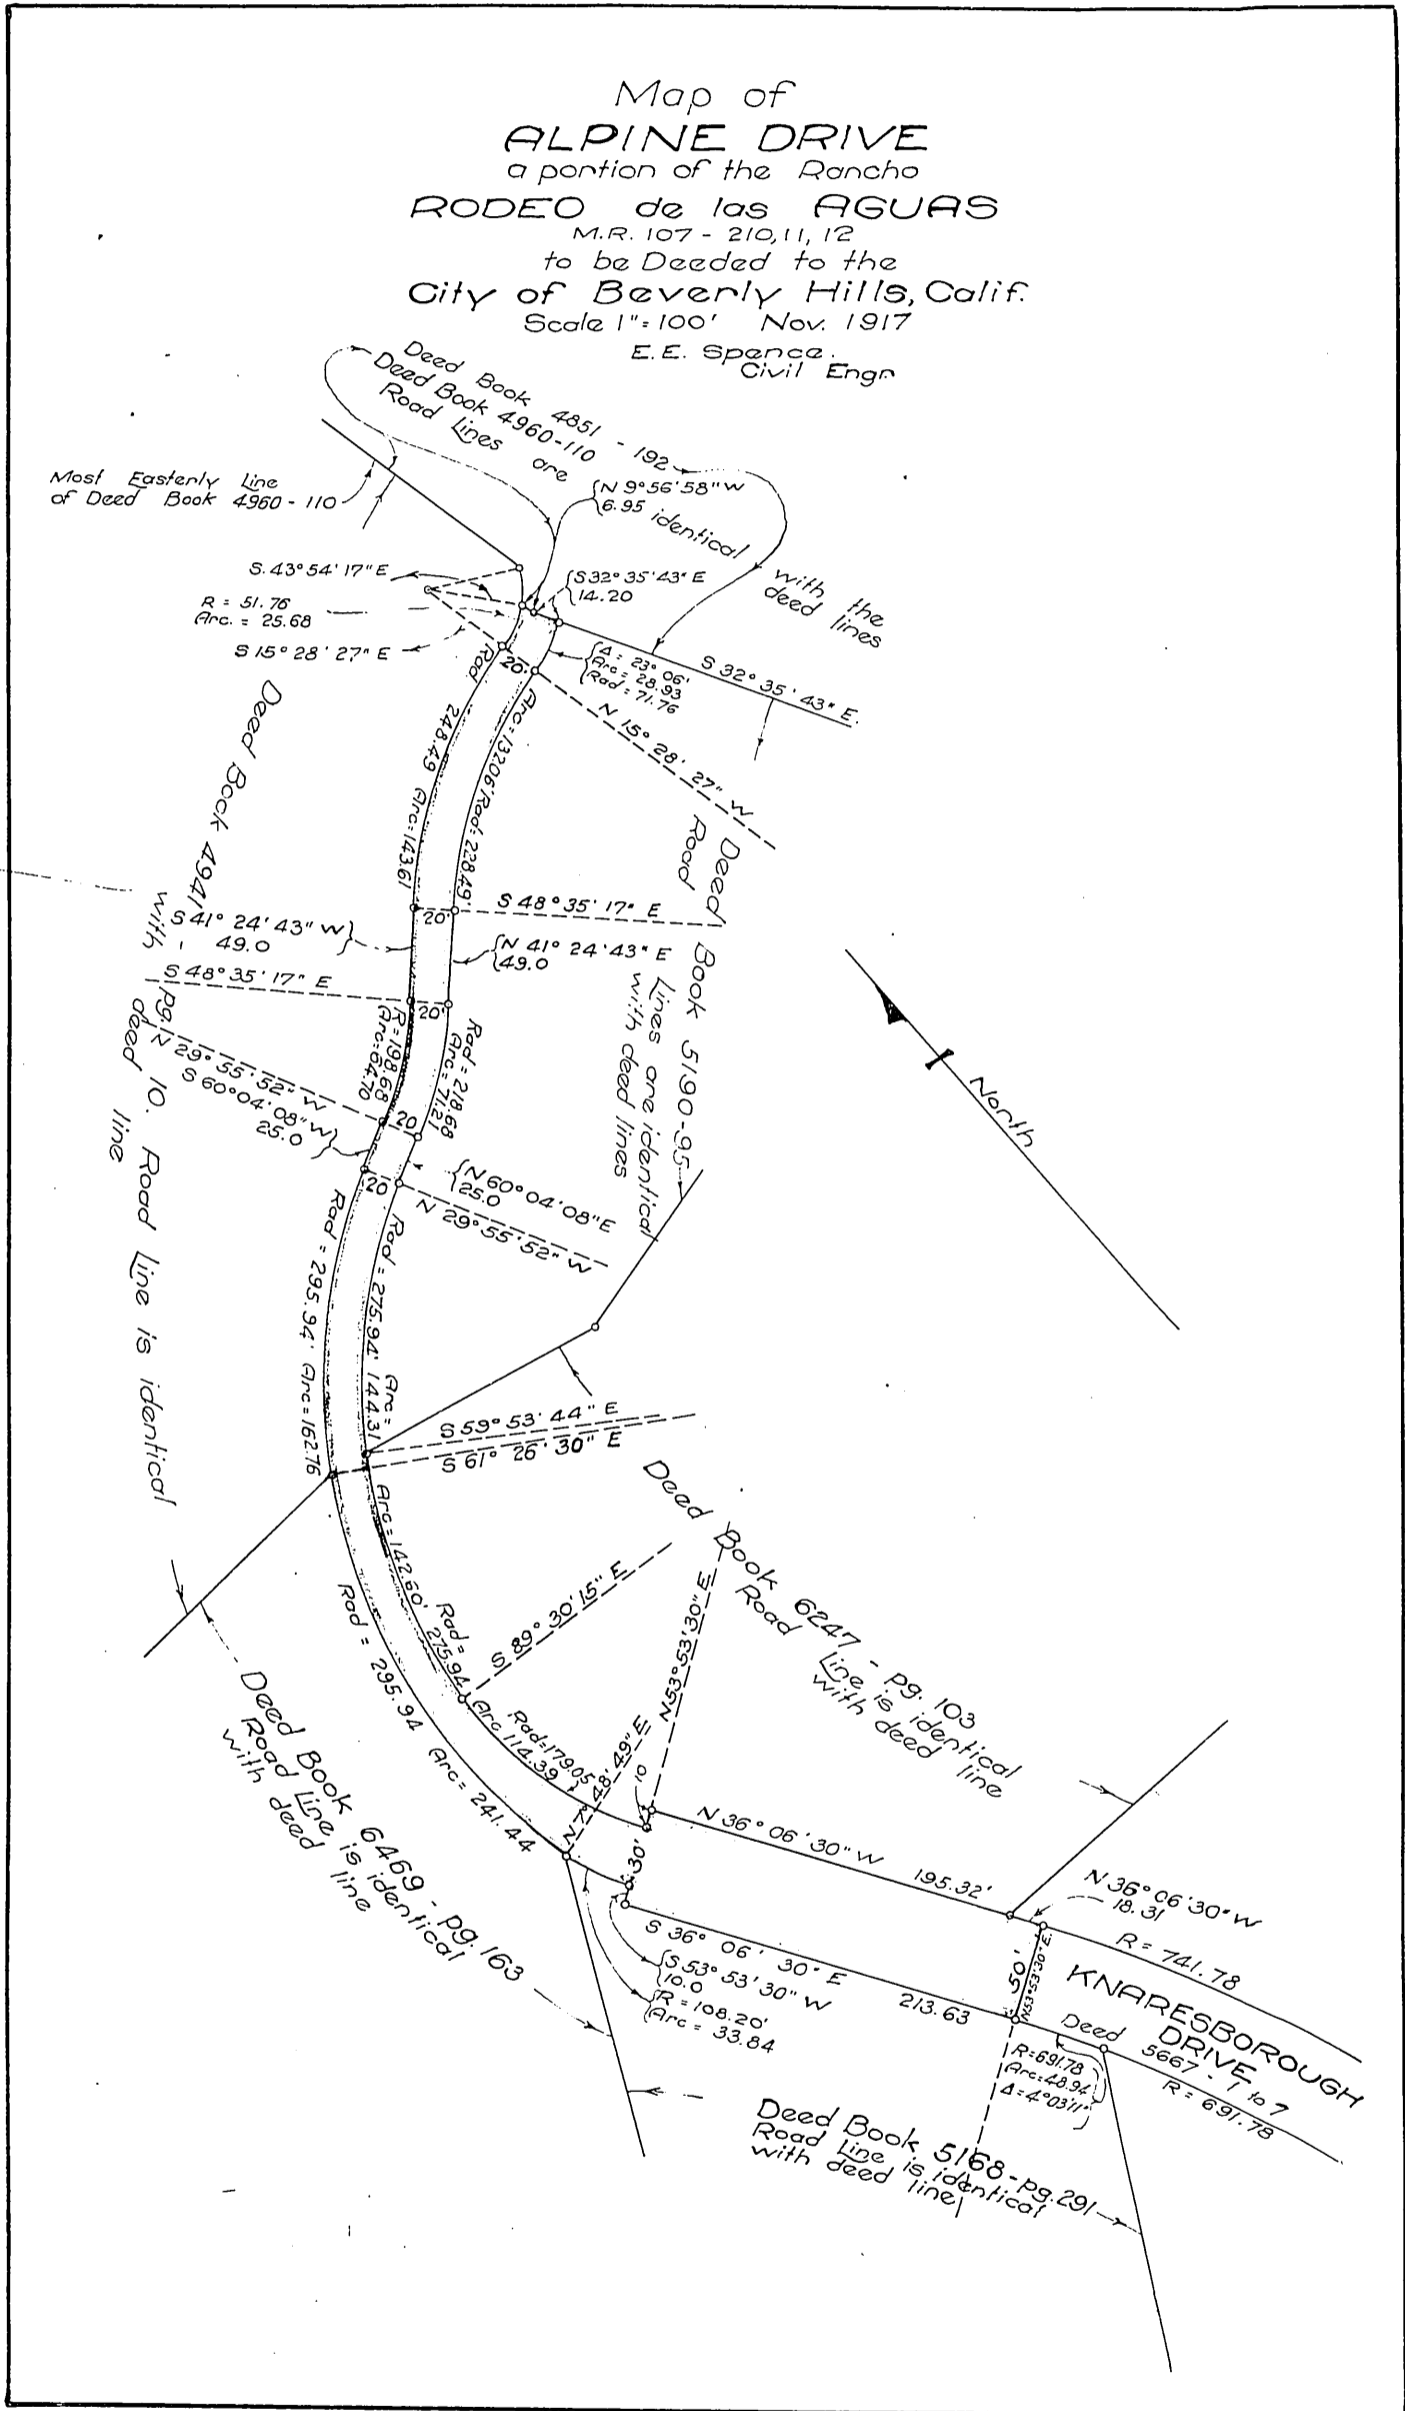 Map of
ALPINE DRIVE
a portion of the Rancho
RODEO de las AGUAS
M.R. 107 - 210, 11, 12
to be Deeded to the
City of Beverly Hills, Calif.
Scale 1"=100' Nov. 1917
E.E. Spence.
Civil Engr.
Deed Book 4851 - 192
Deed Book 4960-110
Road Lines are identical with the deed lines
Most Easterly Line
of Deed Book 4960 - 110
N 9° 56' 58" W
6.95
S. 43° 54' 17" E
S 32° 35' 43" E
14.20
R = 51.76
Arc. = 25.68
S 15° 28' 27" E
Δ = 23° 06'
Arc = 28.93
Rad = 71.76
S 32° 35' 43" E.
20'
N 15° 28' 27" W
Rad 248.49 Arc=143.61
Arc=132.06' Rad=228.49'
Deed Book 4941 - pg. 10. Road Line is identical
with deed line
Deed Book 5190-95
Road Lines are identical
with deed lines
20'
S 48° 35' 17" E
S 41° 24' 43" W
49.0
N 41° 24' 43" E
49.0
S 48° 35' 17" E
20'
R=198.68
Arc=64.70
Rad = 218.68
Arc = 71.21
N 29° 55' 52" W
S 60° 04' 08" W
25.0
20
N 60° 04' 08" E
25.0
20
N 29° 55' 52" W
North
Rad = 295.94' Arc=162.76
Rad = 275.94' Arc = 144.31
S 59° 53' 44" E
S 61° 26' 30" E
Arc = 142.60' Rad = 275.94
Rad = 295.94 Arc = 241.44
S 89° 30' 15" E
N 53° 53' 30" E
Deed Book 6247 - pg. 103
Road Line is identical
with deed line
Rad=179.05
Arc 114.39
N 7° 48' 49" E
10
30'
Deed Book 6469 - pg. 163
Road Line is identical
with deed line
N 36° 06' 30" W 195.32'
N 36° 06' 30" W
18.31
R = 741.78
S 36° 06' 30" E 213.63
S 53° 53' 30" W
10.0
R = 108.20'
Arc = 33.84
50'
N53°53'30"E
KNARESBOROUGH
DRIVE
Deed 5667 - 1 to 7
R = 691.78
R=691.78
Arc=48.94
Δ=4°03'11"
Deed Book 5168-pg. 291
Road Line is identical
with deed line